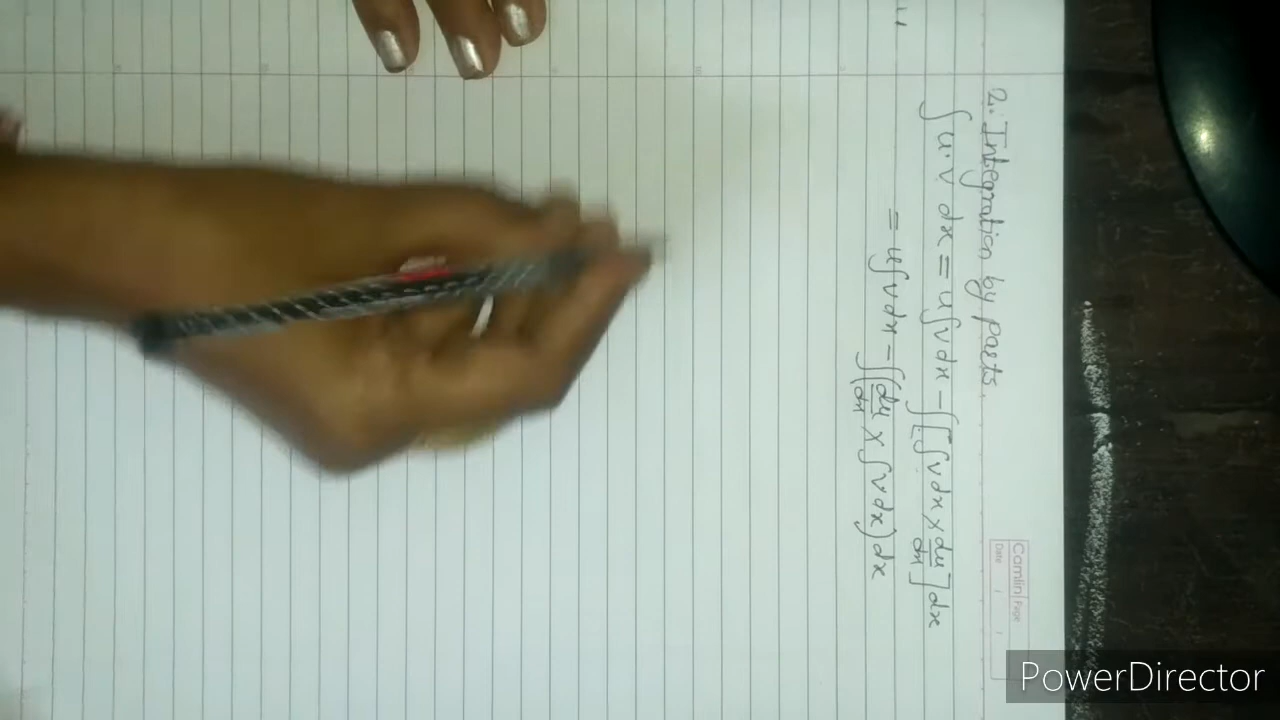 Camlin Page
Date / /
2. Integration by parts.
∫u.v dx = u∫v dx - ∫[∫v dx × du/dx] dx
= u∫v dx - ∫(du/dx × ∫v dx) dx
PowerDirector